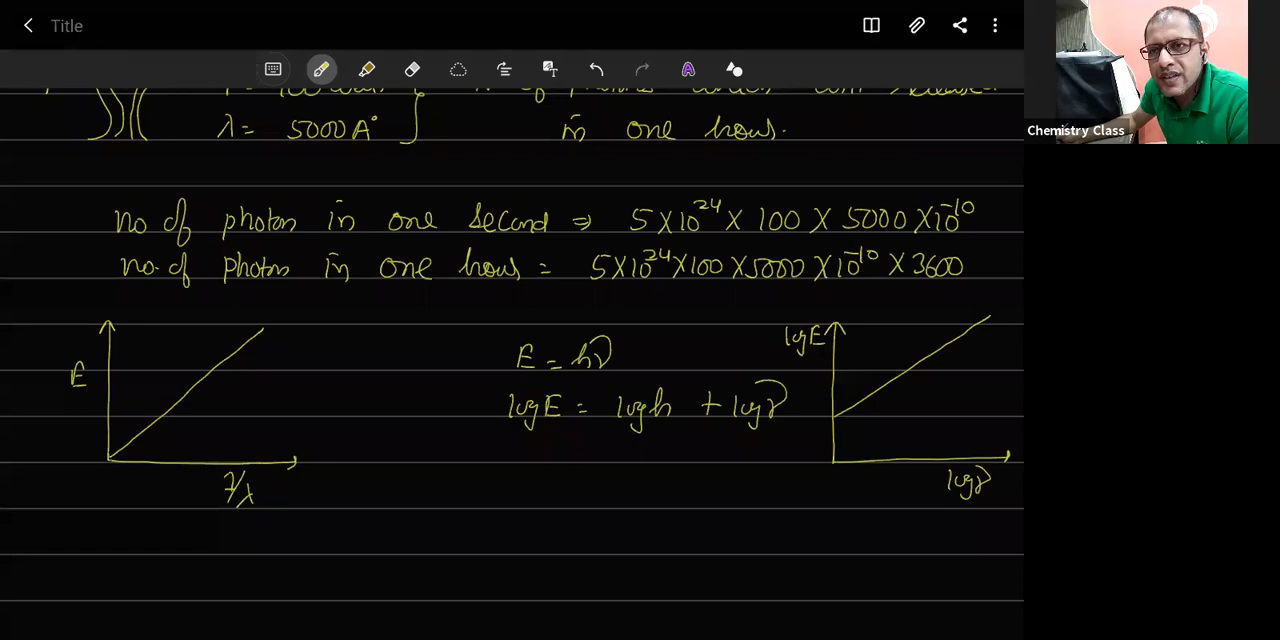 Title
Chemistry Class
λ = 5000 A°
in one hours.
no of photon in one second ⇒ 5 × 10^24 × 100 × 5000 × 10^-10
no. of photon in one hours = 5 × 10^24 × 100 × 5000 × 10^-10 × 3600
E
1/λ
E = hν
log E = log h + log ν
log E
log ν